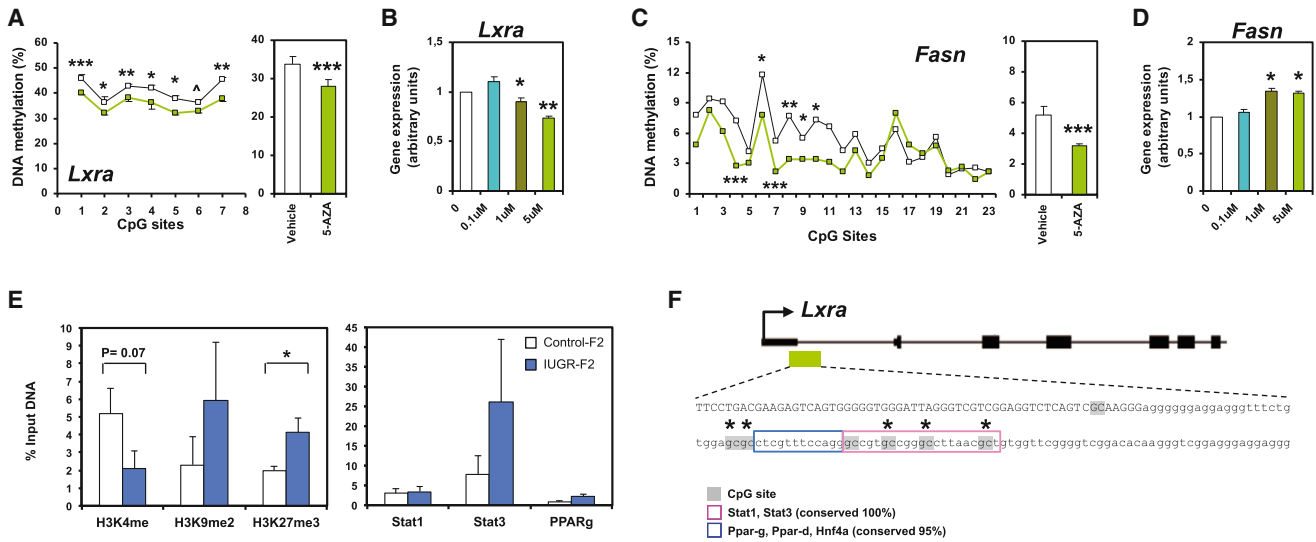 A
DNA methylation (%)
60
50
40
30
20
10
0
*** * ** * * ^ **
Lxra
0 1 2 3 4 5 6 7 8
CpG sites
40
30
20
10
0
***
Vehicle
5-AZA
B
Lxra
Gene expression
(arbitrary units)
1,5
1
0,5
0
* **
0
0.1uM
1uM
5uM
C
Fasn
DNA methylation (%)
15
12
9
6
3
0
* ** * *
*** ***
1 3 5 7 9 11 13 15 17 19 21 23
CpG Sites
10
8
6
4
2
0
***
Vehicle
5-AZA
D
Fasn
Gene expression
(arbitrary units)
2
1,5
1
0,5
0
* *
0
0.1uM
1uM
5uM
E
% Input DNA
10
9
8
7
6
5
4
3
2
1
0
P= 0.07
*
H3K4me H3K9me2 H3K27me3
45
40
35
30
25
20
15
10
5
0
Control-F2
IUGR-F2
Stat1 Stat3 PPARg
F
Lxra
TTCCTGACGAAGAGTCAGTGGGGGTGGGATTAGGGTCGTCGGAGGTCTCAGTCGCAAGGGAggggggaggagggtttctg
* * * * *
tggagcgcctcgtttccagggccgtgccgggccttaacgctgtggttcggggtcggacacaagggtcggagggaggaggg
CpG site
Stat1, Stat3 (conserved 100%)
Ppar-g, Ppar-d, Hnf4a (conserved 95%)